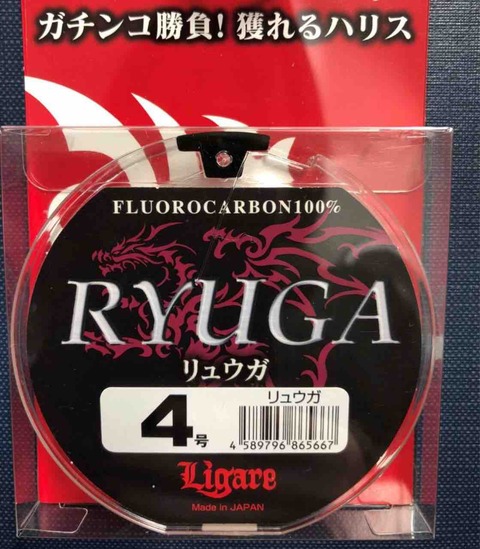 ガチンコ勝負!獲れるハリス
FLUOROCARBON100%
RYUGA
リュウガ
4号
リュウガ
4 589796 865667
Ligare
Made in JAPAN